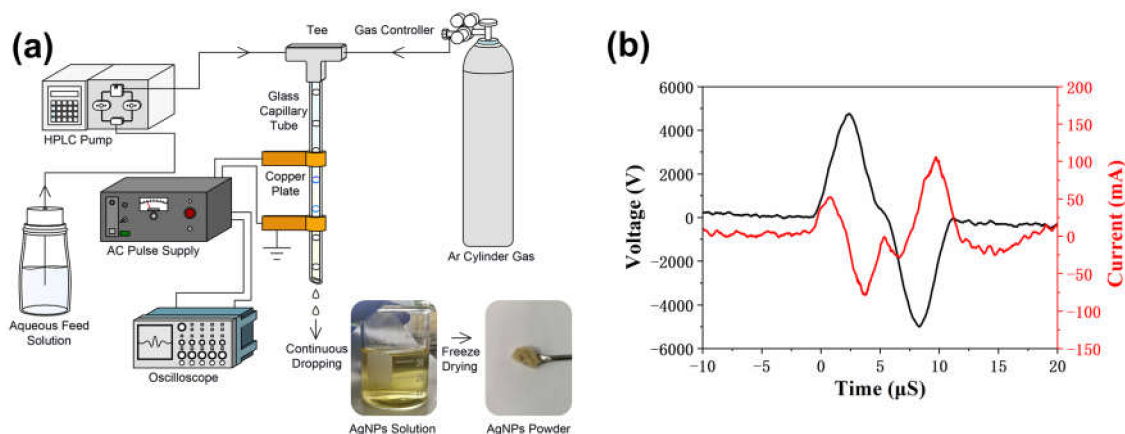 (a)
Tee
Gas Controller
Glass
Capillary
Tube
HPLC Pump
Copper
Plate
AC Pulse Supply
Ar Cylinder Gas
Aqueous Feed
Solution
Oscilloscope
Continuous
Dropping
Freeze
Drying
AgNPs Solution
AgNPs Powder
(b)
6000
4000
2000
0
-2000
-4000
-6000
Voltage (V)
200
150
100
50
0
-50
-100
-150
Current (mA)
-10
-5
0
5
10
15
20
Time (μS)